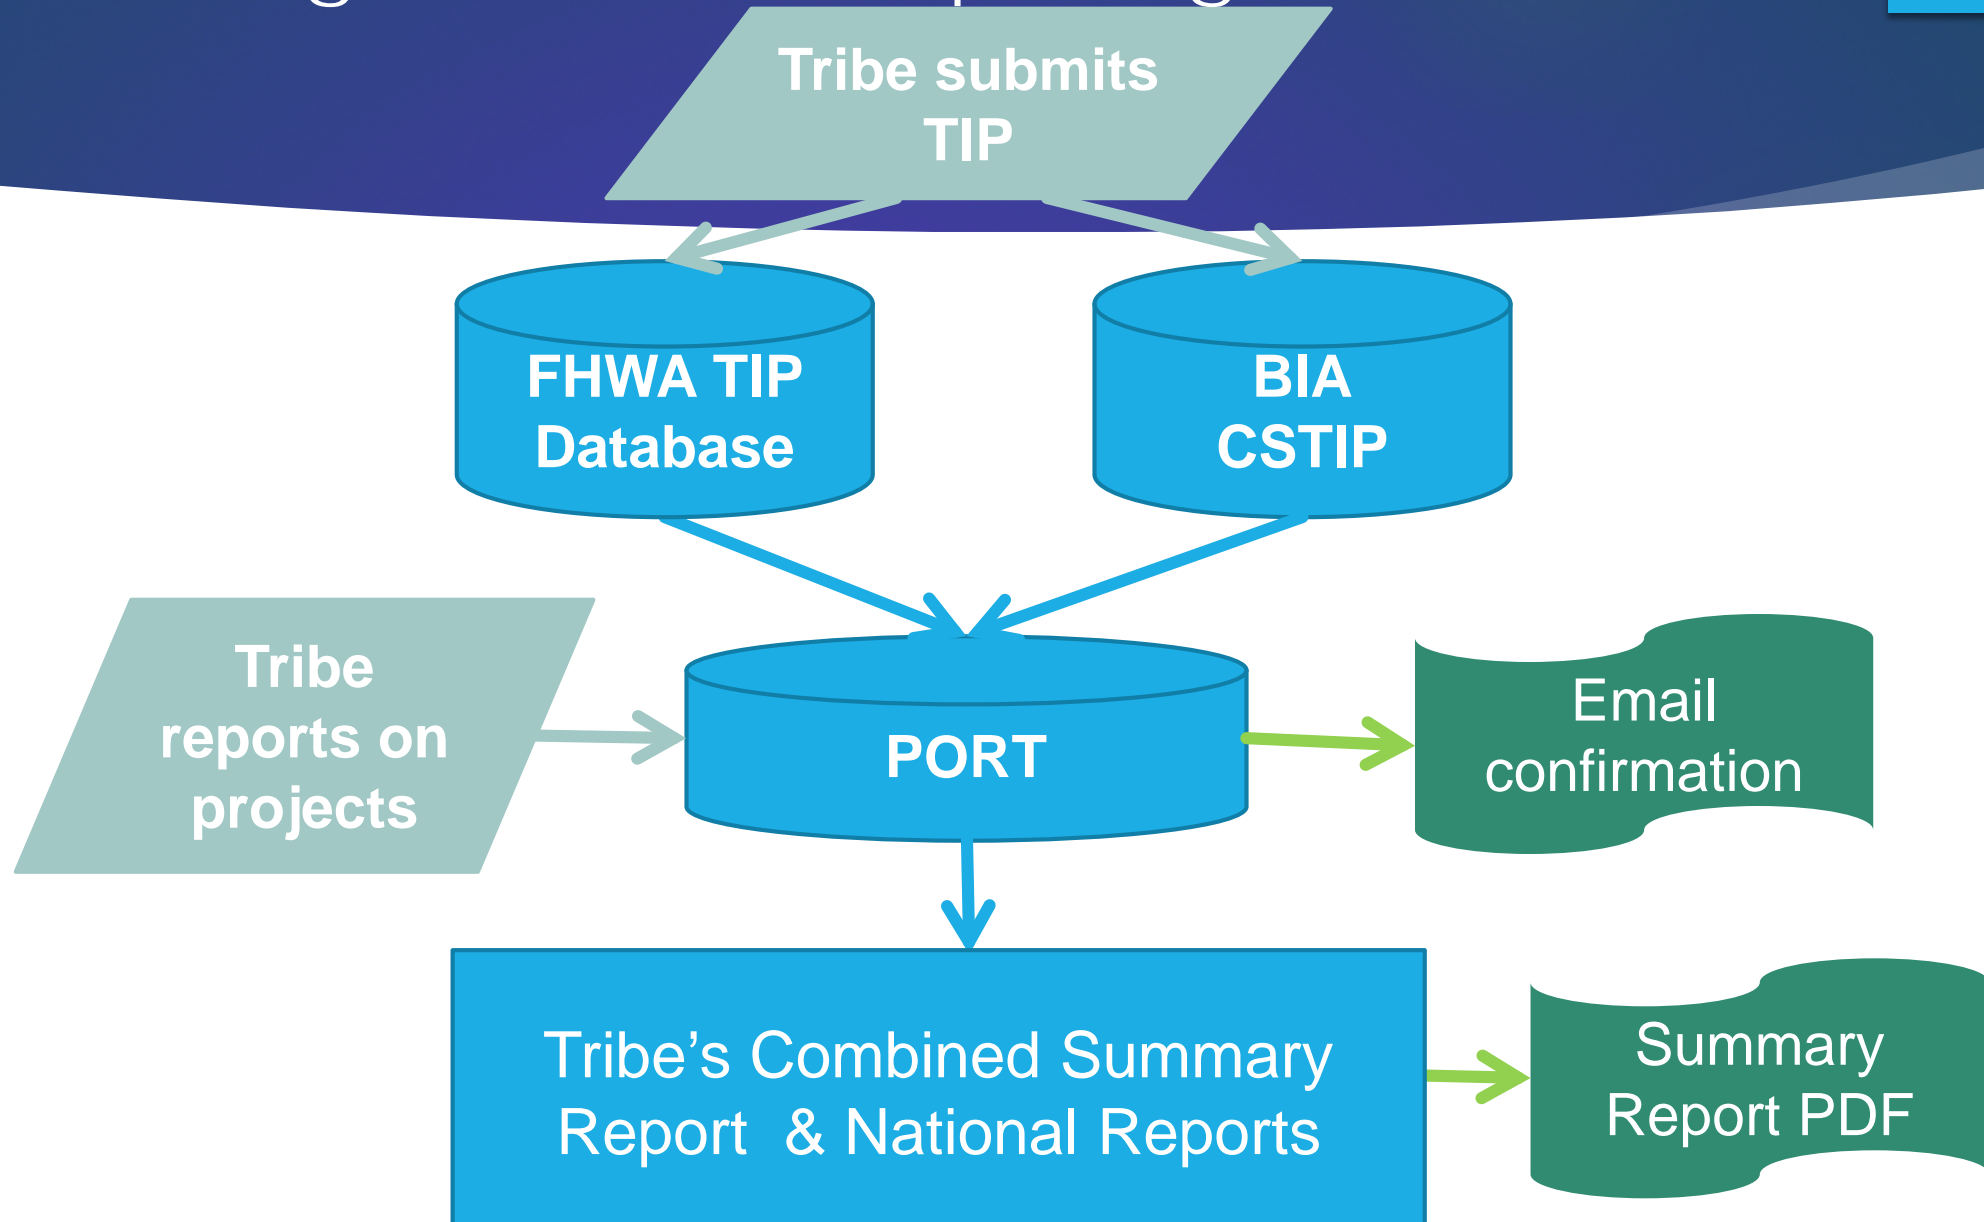 Tribe submits
TIP
FHWA TIP
Database
BIA
CSTIP
Tribe
reports on
projects
PORT
Email
confirmation
Tribe’s Combined Summary
Report & National Reports
Summary
Report PDF